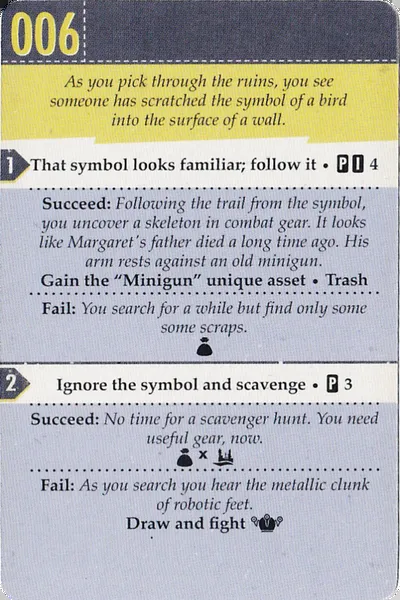 006
As you pick through the ruins, you see
someone has scratched the symbol of a bird
into the surface of a wall.
1 That symbol looks familiar; follow it • P I 4
Succeed: Following the trail from the symbol,
you uncover a skeleton in combat gear. It looks
like Margaret's father died a long time ago. His
arm rests against an old minigun.
Gain the “Minigun” unique asset • Trash
Fail: You search for a while but find only some
some scraps.
2 Ignore the symbol and scavenge • P 3
Succeed: No time for a scavenger hunt. You need
useful gear, now.
x
Fail: As you search you hear the metallic clunk
of robotic feet.
Draw and fight